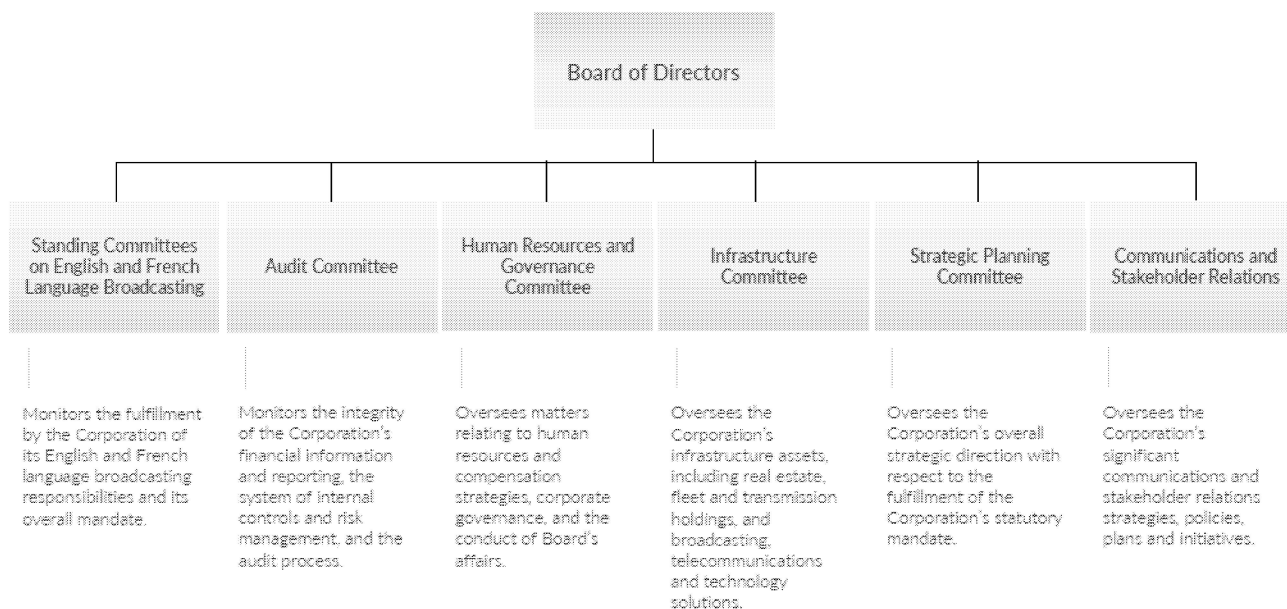 Board of Directors
Standing Committees
on English and French
Language Broadcasting
Audit Committee
Human Resources and
Governance
Committee
Infrastructure
Committee
Strategic Planning
Committee
Communications and
Stakeholder Relations
Monitors the fulfillment
by the Corporation of
its English and French
language broadcasting
responsibilities and its
overall mandate.
Monitors the integrity
of the Corporation's
financial information
and reporting, the
system of internal
controls and risk
management, and the
audit process.
Oversees matters
relating to human
resources and
compensation
strategies, corporate
governance, and the
conduct of Board's
affairs.
Oversees the
Corporation's
infrastructure assets,
including real estate,
fleet and transmission
holdings, and
broadcasting,
telecommunications
and technology
solutions.
Oversees the
Corporation's overall
strategic direction with
respect to the
fulfillment of the
Corporation's statutory
mandate.
Oversees the
Corporation's
significant
communications and
stakeholder relations
strategies, policies,
plans and initiatives.